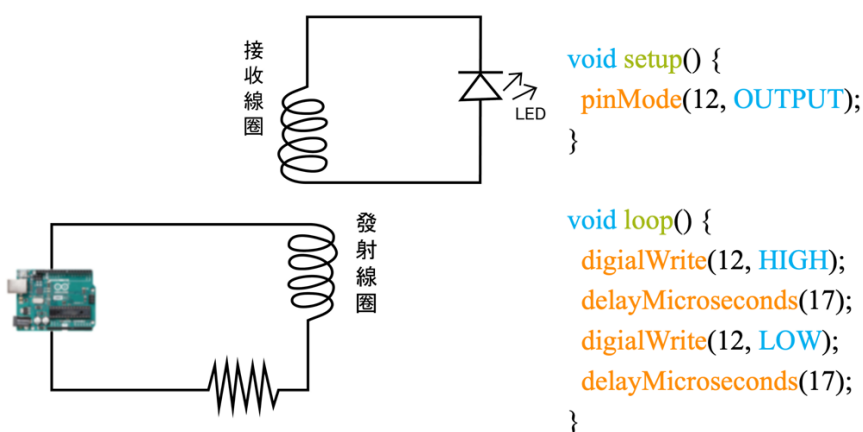 接收線圈
LED
發射線圈
void setup() {
pinMode(12, OUTPUT);
}
void loop() {
digialWrite(12, HIGH);
delayMicroseconds(17);
digialWrite(12, LOW);
delayMicroseconds(17);
}